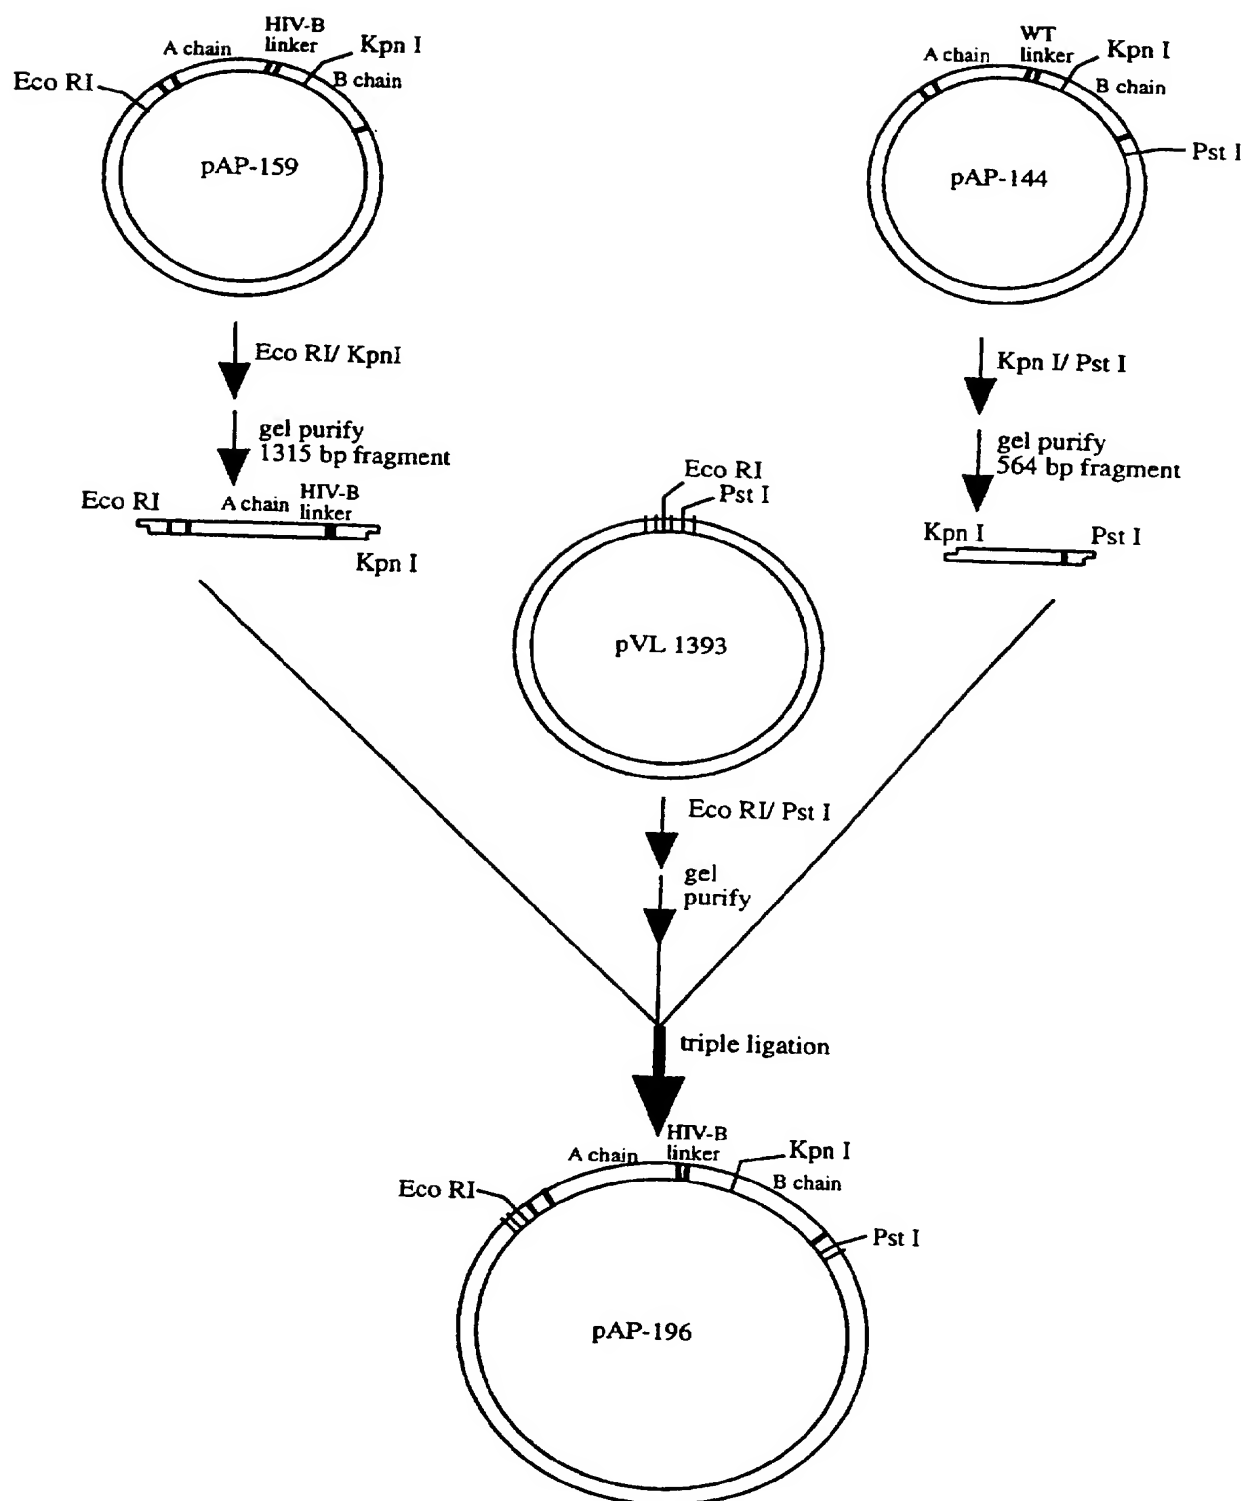 HIV-B
linker
A chain
Kpn I
Eco RI
B chain
pAP-159
WT
linker
A chain
Kpn I
B chain
Pst I
pAP-144
Eco RI/ KpnI
gel purify
1315 bp fragment
Kpn I/ Pst I
gel purify
564 bp fragment
Eco RI
A chain
HIV-B
linker
Kpn I
Eco RI
Pst I
Kpn I
Pst I
pVL 1393
Eco RI/ Pst I
gel
purify
triple ligation
HIV-B
linker
A chain
Kpn I
Eco RI
B chain
Pst I
pAP-196